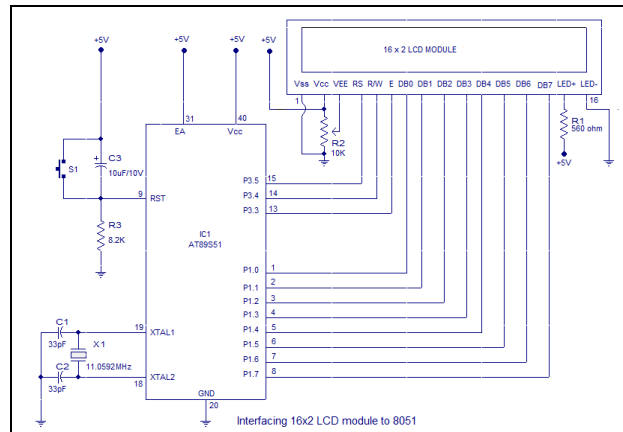 +5V
+5V
+5V
+5V
16 x 2 LCD MODULE
Vss Vcc VEE RS R/W E DB0 DB1 DB2 DB3 DB4 DB5 DB6 DB7 LED+ LED-
1
16
31
40
EA
Vcc
R1
560 ohm
+5V
R2
10K
S1
+
C3
10uF/10V
9
RST
R3
8.2K
IC1
AT89S51
P3.5
15
P3.4
14
P3.3
13
P1.0
1
P1.1
2
P1.2
3
P1.3
4
P1.4
5
P1.5
6
P1.6
7
P1.7
8
C1
33pF
19
XTAL1
X1
11.0592MHz
C2
33pF
18
XTAL2
GND
20
Interfacing 16x2 LCD module to 8051